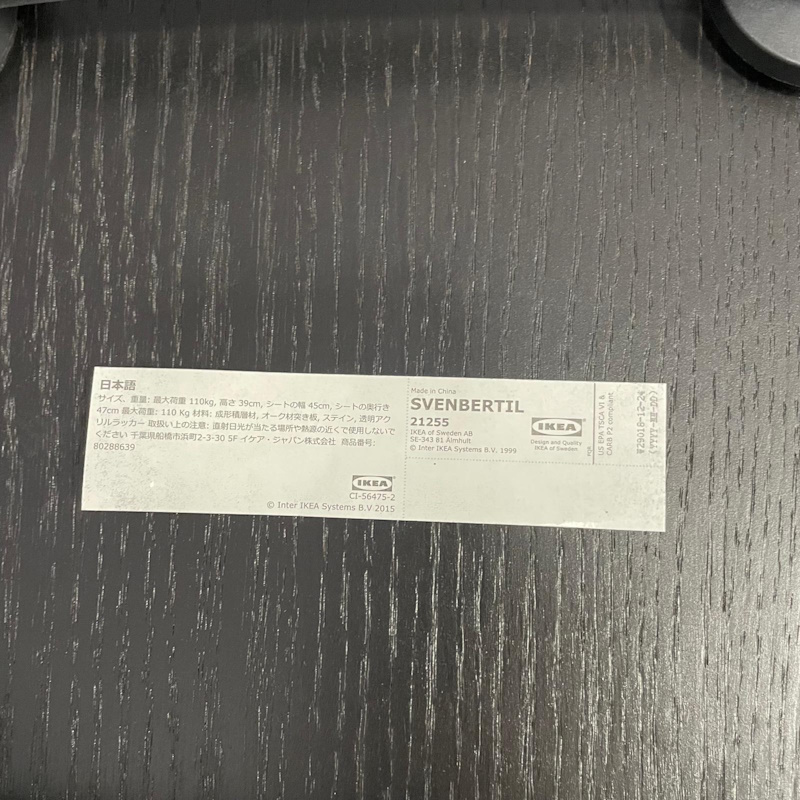 日本語
サイズ、重量: 最大荷重 110kg, 高さ 39cm, シートの幅 45cm, シートの奥行き
47cm 最大荷重: 110 Kg 材料: 成形積層材, オーク材突き板, ステイン, 透明アク
リルラッカー 取扱い上の注意: 直射日光が当たる場所や熱源の近くで使用しないで
ください 千葉県船橋市浜町2-3-30 5F イケア・ジャパン株式会社 商品番号:
80288639
IKEA
CI-56475-2
© Inter IKEA Systems B.V 2015
Made in China
SVENBERTIL
21255
IKEA of Sweden AB
SE-343 81 Älmhult
© Inter IKEA Systems B.V. 1999
IKEA
Design and Quality
IKEA of Sweden
US EPA TSCA VI &
CARB P2 compliant
(YYYY-MM-DD)